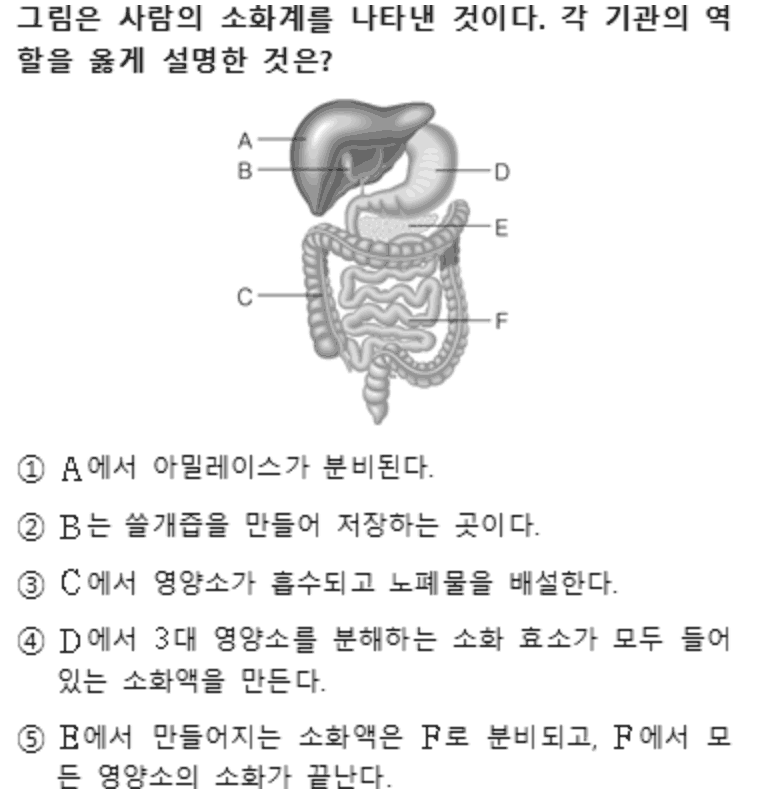 그림은 사람의 소화계를 나타낸 것이다. 각 기관의 역
할을 옳게 설명한 것은?
A
B
D
E
C
F
① A에서 아밀레이스가 분비된다.
② B는 쓸개즙을 만들어 저장하는 곳이다.
③ C에서 영양소가 흡수되고 노폐물을 배설한다.
④ D에서 3대 영양소를 분해하는 소화 효소가 모두 들어
있는 소화액을 만든다.
⑤ E에서 만들어지는 소화액은 F로 분비되고, F에서 모
든 영양소의 소화가 끝난다.